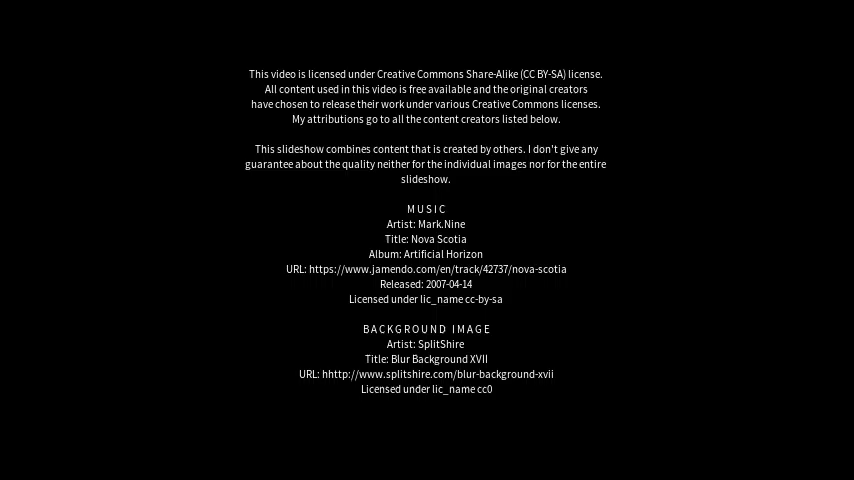 This video is licensed under Creative Commons Share-Alike (CC BY-SA) license.
All content used in this video is free available and the original creators
have chosen to release their work under various Creative Commons licenses.
My attributions go to all the content creators listed below.
This slideshow combines content that is created by others. I don't give any
guarantee about the quality neither for the individual images nor for the entire
slideshow.
MUSIC
Artist: Mark.Nine
Title: Nova Scotia
Album: Artificial Horizon
URL: https://www.jamendo.com/en/track/42737/nova-scotia
Released: 2007-04-14
Licensed under lic_name cc-by-sa
BACKGROUND IMAGE
Artist: SplitShire
Title: Blur Background XVII
URL: hhttp://www.splitshire.com/blur-background-xvii
Licensed under lic_name cc0